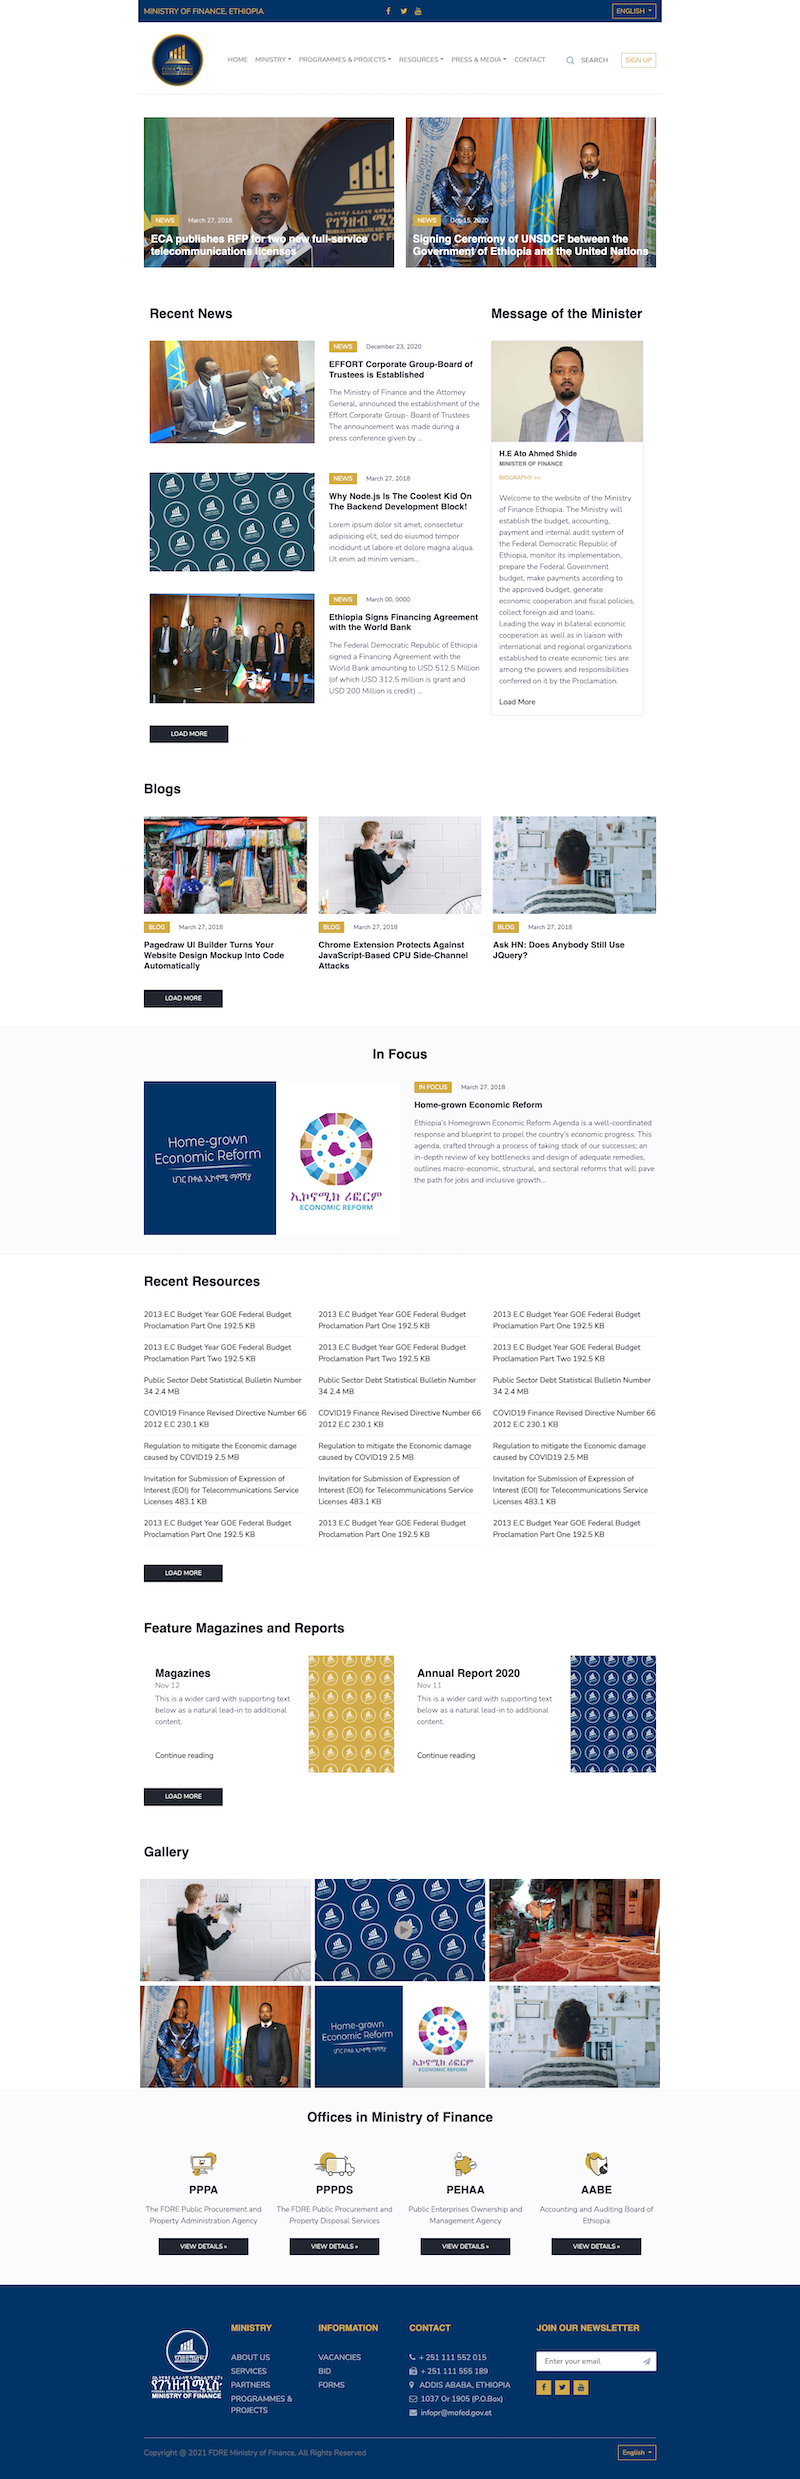 MINISTRY OF FINANCE, ETHIOPIA
ENGLISH
HOME
MINISTRY
PROGRAMMES & PROJECTS
RESOURCES
PRESS & MEDIA
CONTACT
SEARCH
SIGN UP
NEWS March 27, 2018
ECA publishes RFP for two new full-service
telecommunications licenses
NEWS Oct 15, 2020
Signing Ceremony of UNSDCF between the
Government of Ethiopia and the United Nations
Recent News
NEWS December 23, 2020
EFFORT Corporate Group-Board of
Trustees is Established
The Ministry of Finance and the Attorney
General, announced the establishment of the
Effort Corporate Group- Board of Trustees
The announcement was made during a
press conference given by ...
NEWS March 27, 2018
Why Node.js Is The Coolest Kid On
The Backend Development Block!
Lorem ipsum dolor sit amet, consectetur
adipisicing elit, sed do eiusmod tempor
incididunt ut labore et dolore magna aliqua.
Ut enim ad minim veniam...
NEWS March 00, 0000
Ethiopia Signs Financing Agreement
with the World Bank
The Federal Democratic Republic of Ethiopia
signed a Financing Agreement with the
World Bank amounting to USD 512.5 Million
(of which USD 312.5 million is grant and
USD 200 Million is credit) ...
LOAD MORE
Message of the Minister
H.E Ato Ahmed Shide
MINISTER OF FINANCE
BIOGRAPHY >>
Welcome to the website of the Ministry
of Finance Ethiopia. The Ministry will
establish the budget, accounting,
payment and internal audit system of
the Federal Democratic Republic of
Ethiopia, monitor its implementation,
prepare the Federal Government
budget, make payments according to
the approved budget, generate
economic cooperation and fiscal policies,
collect foreign aid and loans.
Leading the way in bilateral economic
cooperation as well as in liaison with
international and regional organizations
established to create economic ties are
among the powers and responsibilities
conferred on it by the Proclamation.
Load More
Blogs
BLOG March 27, 2018
Pagedraw UI Builder Turns Your
Website Design Mockup Into Code
Automatically
BLOG March 27, 2018
Chrome Extension Protects Against
JavaScript-Based CPU Side-Channel
Attacks
BLOG March 27, 2018
Ask HN: Does Anybody Still Use
JQuery?
LOAD MORE
In Focus
Home-grown
Economic Reform
ሀገር በቀል ኢኮኖሚ ማሻሻያ
ኢኮኖሚክ ሪፎርም
ECONOMIC REFORM
IN FOCUS March 27, 2018
Home-grown Economic Reform
Ethiopia's Homegrown Economic Reform Agenda is a well-coordinated
response and blueprint to propel the country's economic progress. This
agenda, crafted through a process of taking stock of our successes; an
in-depth review of key bottlenecks and design of adequate remedies,
outlines macro-economic, structural, and sectoral reforms that will pave
the path for jobs and inclusive growth...
Recent Resources
2013 E.C Budget Year GOE Federal Budget
Proclamation Part One 192.5 KB
2013 E.C Budget Year GOE Federal Budget
Proclamation Part Two 192.5 KB
Public Sector Debt Statistical Bulletin Number
34 2.4 MB
COVID19 Finance Revised Directive Number 66
2012 E.C 230.1 KB
Regulation to mitigate the Economic damage
caused by COVID19 2.5 MB
Invitation for Submission of Expression of
Interest (EOI) for Telecommunications Service
Licenses 483.1 KB
2013 E.C Budget Year GOE Federal Budget
Proclamation Part One 192.5 KB
2013 E.C Budget Year GOE Federal Budget
Proclamation Part One 192.5 KB
2013 E.C Budget Year GOE Federal Budget
Proclamation Part Two 192.5 KB
Public Sector Debt Statistical Bulletin Number
34 2.4 MB
COVID19 Finance Revised Directive Number 66
2012 E.C 230.1 KB
Regulation to mitigate the Economic damage
caused by COVID19 2.5 MB
Invitation for Submission of Expression of
Interest (EOI) for Telecommunications Service
Licenses 483.1 KB
2013 E.C Budget Year GOE Federal Budget
Proclamation Part One 192.5 KB
2013 E.C Budget Year GOE Federal Budget
Proclamation Part One 192.5 KB
2013 E.C Budget Year GOE Federal Budget
Proclamation Part Two 192.5 KB
Public Sector Debt Statistical Bulletin Number
34 2.4 MB
COVID19 Finance Revised Directive Number 66
2012 E.C 230.1 KB
Regulation to mitigate the Economic damage
caused by COVID19 2.5 MB
Invitation for Submission of Expression of
Interest (EOI) for Telecommunications Service
Licenses 483.1 KB
2013 E.C Budget Year GOE Federal Budget
Proclamation Part One 192.5 KB
LOAD MORE
Feature Magazines and Reports
Magazines
Nov 12
This is a wider card with supporting text
below as a natural lead-in to additional
content.
Continue reading
Annual Report 2020
Nov 11
This is a wider card with supporting text
below as a natural lead-in to additional
content.
Continue reading
LOAD MORE
Gallery
Home-grown
Economic Reform
ሀገር በቀል ኢኮኖሚ ማሻሻያ
ኢኮኖሚክ ሪፎርም
ECONOMIC REFORM
Offices in Ministry of Finance
PPPA
The FDRE Public Procurement and
Property Administration Agency
VIEW DETAILS »
PPPDS
The FDRE Public Procurement and
Property Disposal Services
VIEW DETAILS »
PEHAA
Public Enterprises Ownership and
Management Agency
VIEW DETAILS »
AABE
Accounting and Auditing Board of
Ethiopia
VIEW DETAILS »
የገንዘብ ሚኒስቴር
MINISTRY OF FINANCE
MINISTRY
ABOUT US
SERVICES
PARTNERS
PROGRAMMES &
PROJECTS
INFORMATION
VACANCIES
BID
FORMS
CONTACT
+ 251 111 552 015
+ 251 111 555 189
ADDIS ABABA, ETHIOPIA
1037 Or 1905 (P.O.Box)
infopr@mofed.gov.et
JOIN OUR NEWSLETTER
Enter your email
Copyright @ 2021 FDRE Ministry of Finance, All Rights Reserved
English